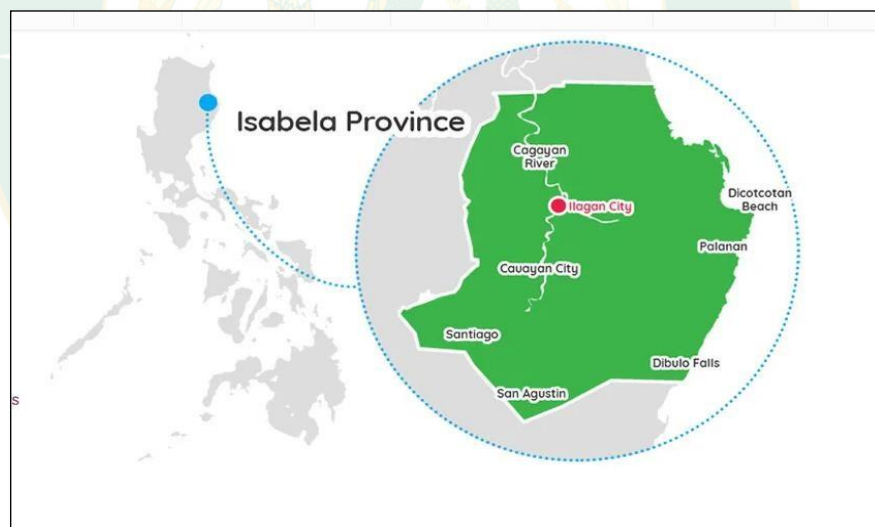 Isabela Province
Cagayan
River
Ilagan City
Dicotcotan
Beach
Palanan
Cauayan City
Santiago
Dibulo Falls
San Agustin
s